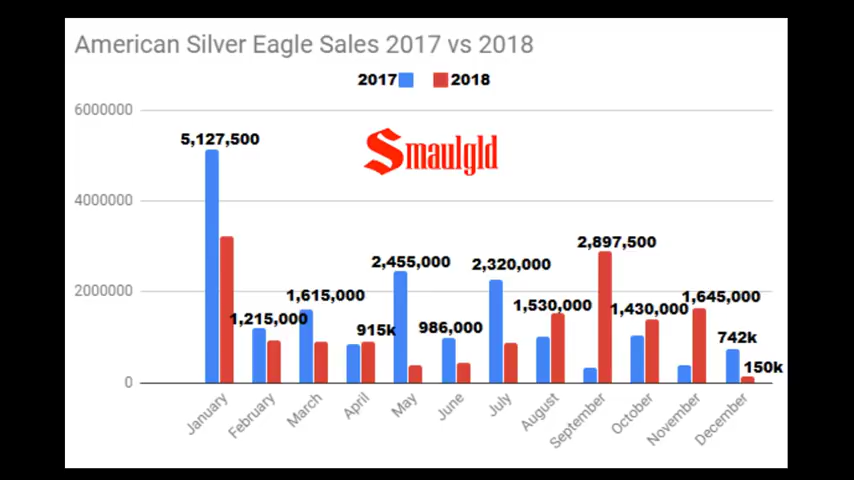 American Silver Eagle Sales 2017 vs 2018
2017 2018
6000000
Smaulgld
5,127,500
4000000
2,897,500
2,455,000
2,320,000
2000000
1,615,000
1,645,000
1,530,000
1,430,000
1,215,000
915k
986,000
742k
150k
0
January
February
March
April
May
June
July
August
September
October
November
December